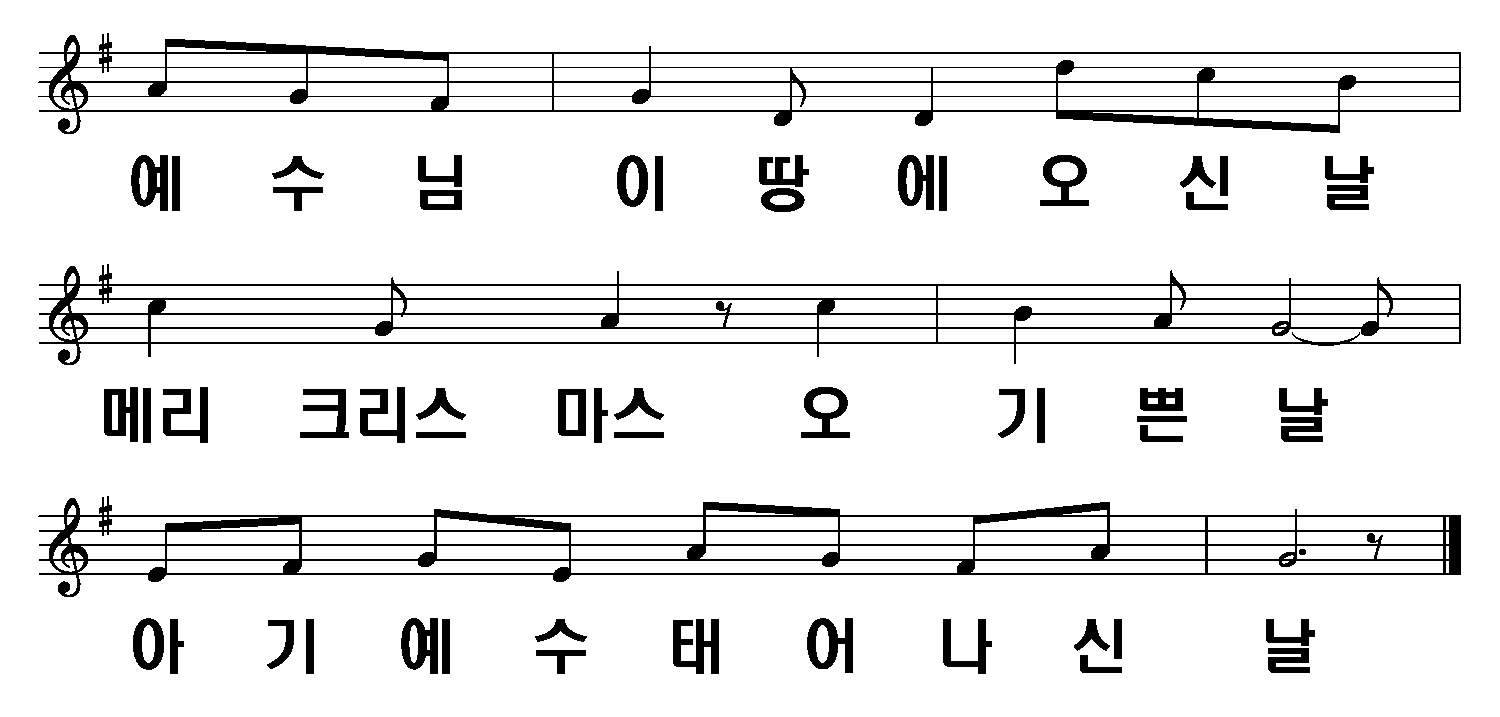 예 수 님 이 땅 에 오 신 날
메리 크리스 마스 오 기 쁜 날
아 기 예 수 태 어 나 신 날